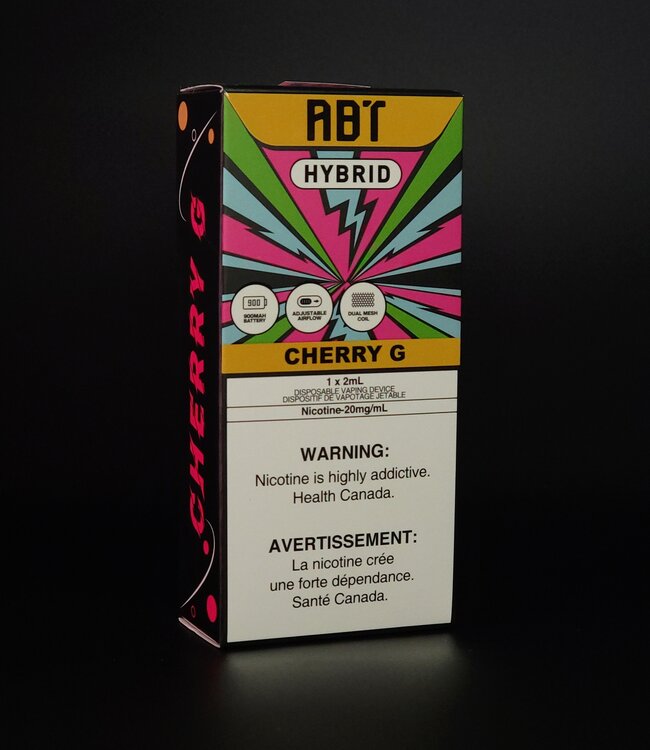 ABT
HYBRID
900
900MAH
BATTERY
ADJUSTABLE
AIRFLOW
DUAL MESH
COIL
CHERRY G
1 x 2mL
DISPOSABLE VAPING DEVICE
DISPOSITIF DE VAPOTAGE JETABLE
Nicotine-20mg/mL
WARNING:
Nicotine is highly addictive.
Health Canada.
AVERTISSEMENT:
La nicotine crée
une forte dépendance.
Santé Canada.
CHERRY G